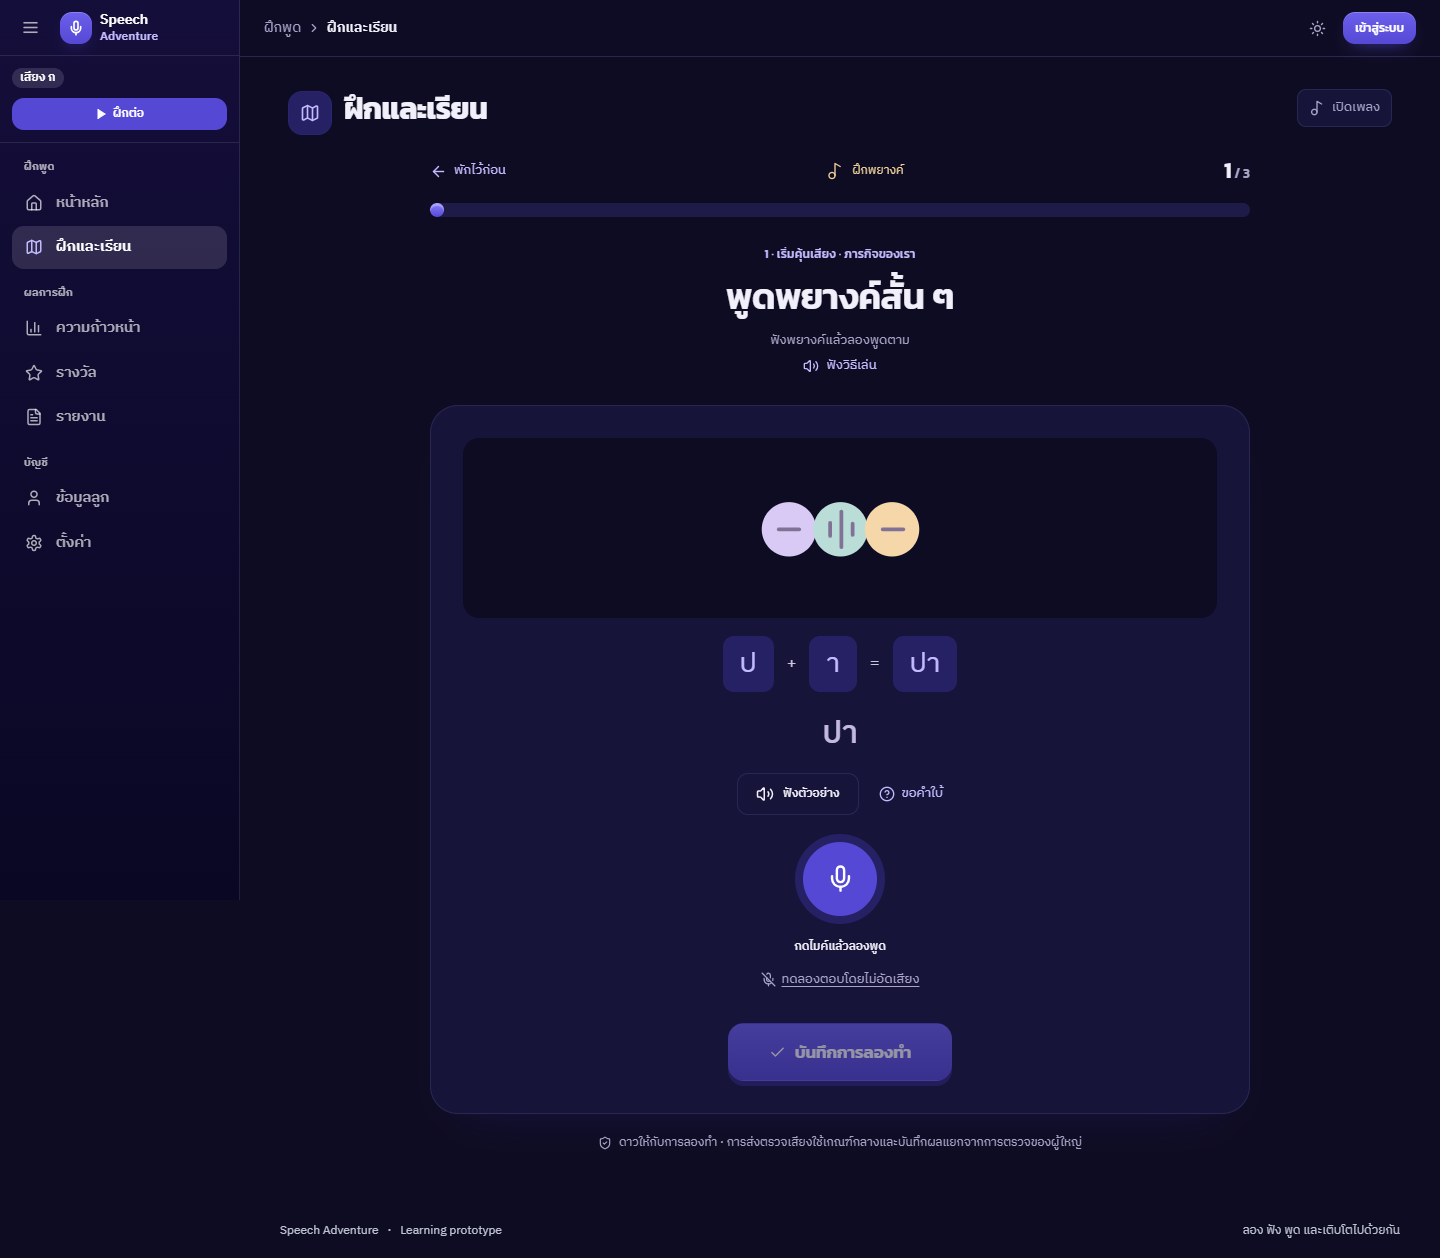 Speech
Adventure
เสียง ก
ฝึกต่อ
ฝึกพูด
หน้าหลัก
ฝึกและเรียน
ผลการฝึก
ความก้าวหน้า
รางวัล
รายงาน
บัญชี
ข้อมูลลูก
ตั้งค่า
ฝึกพูด > ฝึกและเรียน
เข้าสู่ระบบ
ฝึกและเรียน
เปิดเพลง
พักไว้ก่อน
ฝึกพยางค์
1 / 3
1 · เริ่มคุ้นเสียง · ภารกิจของเรา
พูดพยางค์สั้น ๆ
ฟังพยางค์แล้วลองพูดตาม
ฟังวิธีเล่น
ป + า = ปา
ปา
ฟังตัวอย่าง
ขอคำใบ้
กดไมค์แล้วลองพูด
ทดลองตอบโดยไม่อัดเสียง
บันทึกการลองทำ
ดาวให้กับการลองทำ · การส่งตรวจเสียงใช้เกณฑ์กลางและบันทึกผลแยกจากการตรวจของผู้ใหญ่
Speech Adventure · Learning prototype
ลอง ฟัง พูด และเติบโตไปด้วยกัน